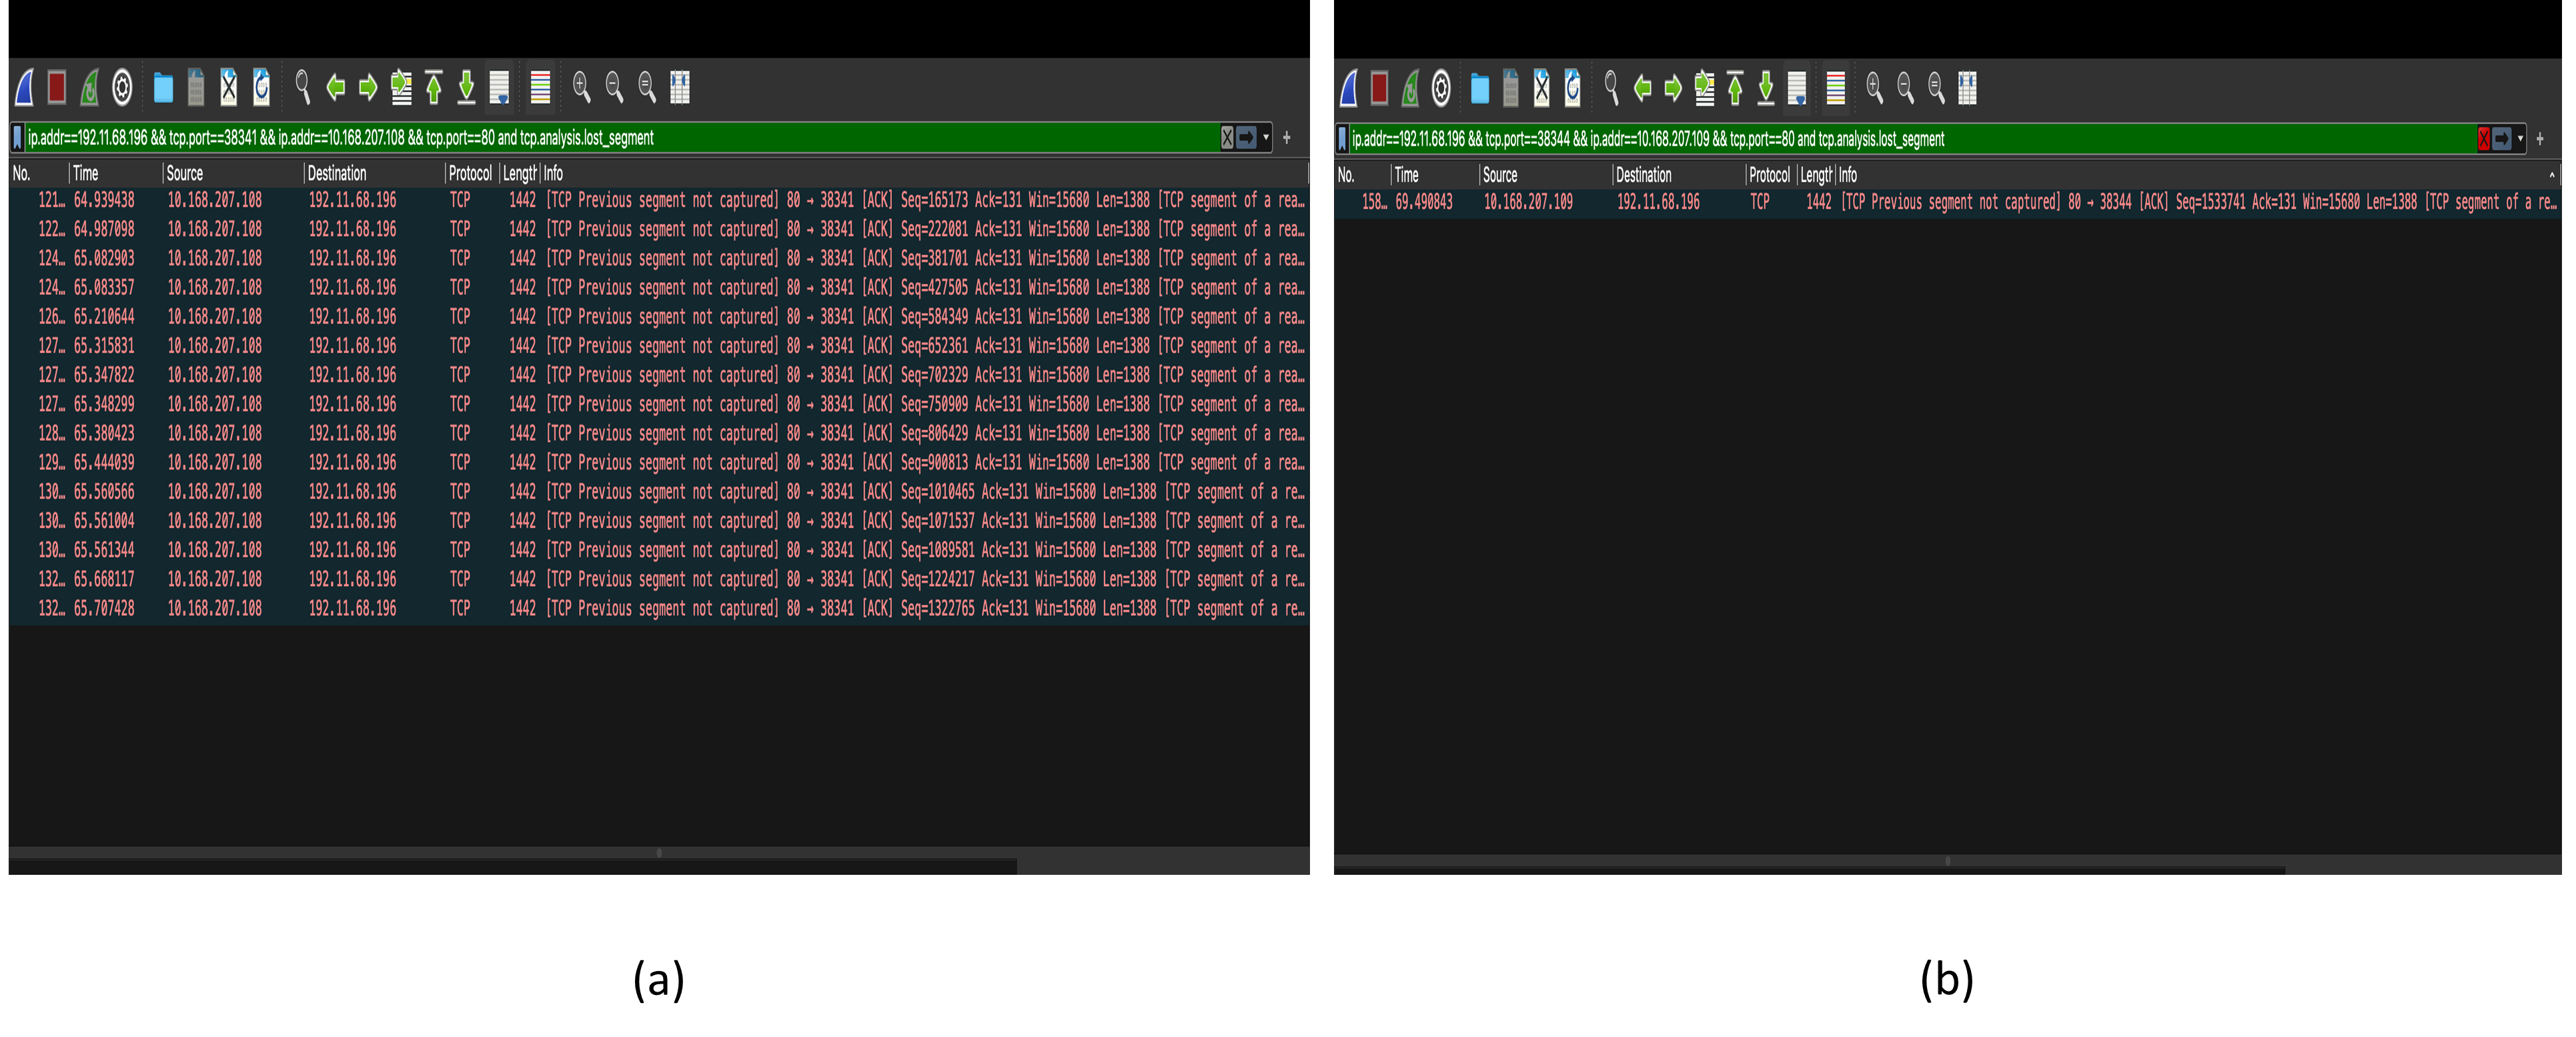 ip.addr==192.11.68.196 && tcp.port==38341 && ip.addr==10.168.207.108 && tcp.port==80 and tcp.analysis.lost_segment
No. Time Source Destination Protocol Length Info
121… 64.939438 10.168.207.108 192.11.68.196 TCP 1442 [TCP Previous segment not captured] 80 → 38341 [ACK] Seq=165173 Ack=131 Win=15680 Len=1388 [TCP segment of a rea…
122… 64.987098 10.168.207.108 192.11.68.196 TCP 1442 [TCP Previous segment not captured] 80 → 38341 [ACK] Seq=222081 Ack=131 Win=15680 Len=1388 [TCP segment of a rea…
124… 65.082903 10.168.207.108 192.11.68.196 TCP 1442 [TCP Previous segment not captured] 80 → 38341 [ACK] Seq=381701 Ack=131 Win=15680 Len=1388 [TCP segment of a rea…
124… 65.083357 10.168.207.108 192.11.68.196 TCP 1442 [TCP Previous segment not captured] 80 → 38341 [ACK] Seq=427505 Ack=131 Win=15680 Len=1388 [TCP segment of a rea…
126… 65.210644 10.168.207.108 192.11.68.196 TCP 1442 [TCP Previous segment not captured] 80 → 38341 [ACK] Seq=584349 Ack=131 Win=15680 Len=1388 [TCP segment of a rea…
127… 65.315831 10.168.207.108 192.11.68.196 TCP 1442 [TCP Previous segment not captured] 80 → 38341 [ACK] Seq=652361 Ack=131 Win=15680 Len=1388 [TCP segment of a rea…
127… 65.347822 10.168.207.108 192.11.68.196 TCP 1442 [TCP Previous segment not captured] 80 → 38341 [ACK] Seq=702329 Ack=131 Win=15680 Len=1388 [TCP segment of a rea…
127… 65.348299 10.168.207.108 192.11.68.196 TCP 1442 [TCP Previous segment not captured] 80 → 38341 [ACK] Seq=750909 Ack=131 Win=15680 Len=1388 [TCP segment of a rea…
128… 65.380423 10.168.207.108 192.11.68.196 TCP 1442 [TCP Previous segment not captured] 80 → 38341 [ACK] Seq=806429 Ack=131 Win=15680 Len=1388 [TCP segment of a rea…
129… 65.444039 10.168.207.108 192.11.68.196 TCP 1442 [TCP Previous segment not captured] 80 → 38341 [ACK] Seq=900813 Ack=131 Win=15680 Len=1388 [TCP segment of a rea…
130… 65.560566 10.168.207.108 192.11.68.196 TCP 1442 [TCP Previous segment not captured] 80 → 38341 [ACK] Seq=1010465 Ack=131 Win=15680 Len=1388 [TCP segment of a re…
130… 65.561004 10.168.207.108 192.11.68.196 TCP 1442 [TCP Previous segment not captured] 80 → 38341 [ACK] Seq=1071537 Ack=131 Win=15680 Len=1388 [TCP segment of a re…
130… 65.561344 10.168.207.108 192.11.68.196 TCP 1442 [TCP Previous segment not captured] 80 → 38341 [ACK] Seq=1089581 Ack=131 Win=15680 Len=1388 [TCP segment of a re…
132… 65.668117 10.168.207.108 192.11.68.196 TCP 1442 [TCP Previous segment not captured] 80 → 38341 [ACK] Seq=1224217 Ack=131 Win=15680 Len=1388 [TCP segment of a re…
132… 65.707428 10.168.207.108 192.11.68.196 TCP 1442 [TCP Previous segment not captured] 80 → 38341 [ACK] Seq=1322765 Ack=131 Win=15680 Len=1388 [TCP segment of a re…
(a)
ip.addr==192.11.68.196 && tcp.port==38344 && ip.addr==10.168.207.109 && tcp.port==80 and tcp.analysis.lost_segment
No. Time Source Destination Protocol Length Info
158… 69.490843 10.168.207.109 192.11.68.196 TCP 1442 [TCP Previous segment not captured] 80 → 38344 [ACK] Seq=1533741 Ack=131 Win=15680 Len=1388 [TCP segment of a re…
(b)